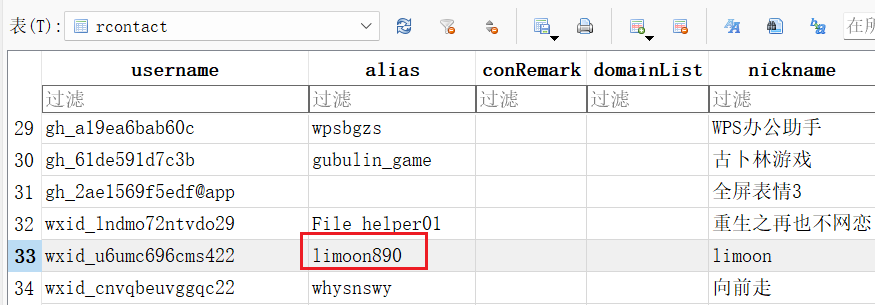 表(T): rcontact 在所
username alias conRemark domainList nickname
过滤 过滤 过滤 过滤 过滤
29 gh_a19ea6bab60c wpsbgzs WPS办公助手
30 gh_61de591d7c3b gubulin_game 古卜林游戏
31 gh_2ae1569f5edf@app 全屏表情3
32 wxid_lndmo72ntvdo29 File_helper01 重生之再也不网恋
33 wxid_u6umc696cms422 limoon890 limoon
34 wxid_cnvqbeuvggqc22 whysnswy 向前走